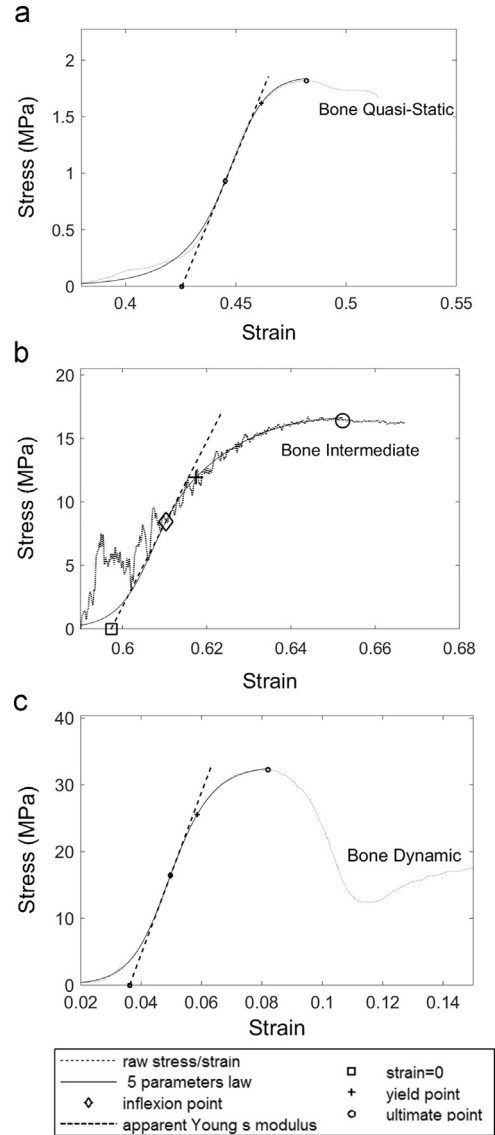 a
2
1.5
1
0.5
0
Stress (MPa)
Bone Quasi-Static
0.4 0.45 0.5 0.55
Strain
b
20
15
10
5
0
Stress (MPa)
Bone Intermediate
0.6 0.62 0.64 0.66 0.68
Strain
c
40
30
20
10
0
Stress (MPa)
Bone Dynamic
0.02 0.04 0.06 0.08 0.1 0.12 0.14
Strain
raw stress/strain
5 parameters law
inflexion point
apparent Young s modulus
strain=0
yield point
ultimate point